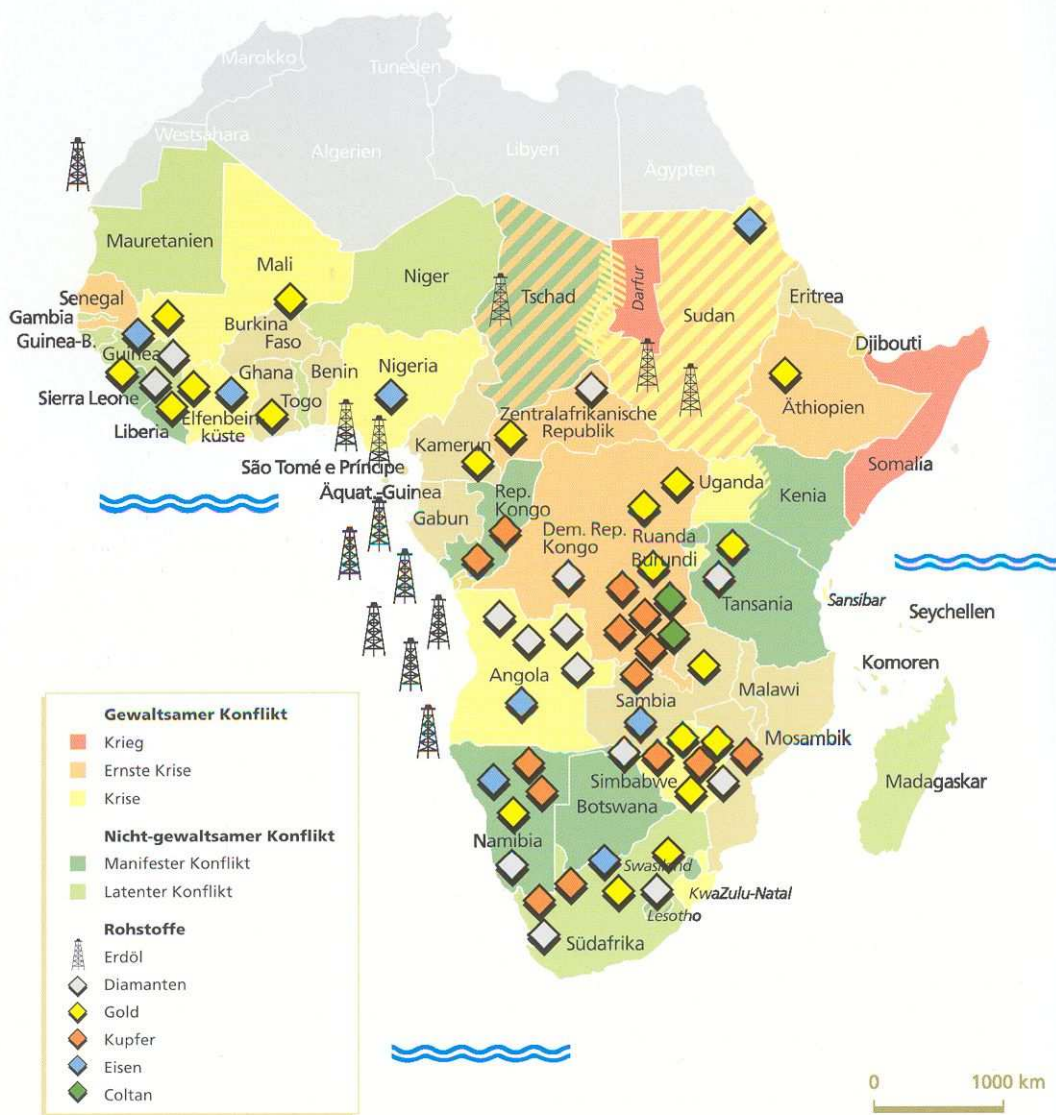 Marokko
Tunesien
Westsahara
Algerien
Libyen
Ägypten
Mauretanien
Mali
Niger
Tschad
Darfur
Sudan
Eritrea
Senegal
Gambia
Guinea-B.
Guinea
Burkina
Faso
Djibouti
Sierra Leone
Ghana
Benin
Nigeria
Togo
Elfenbein
küste
Liberia
Äthiopien
Zentralafrikanische
Republik
Kamerun
Somalia
São Tomé e Príncipe
Äquat.-Guinea
Uganda
Kenia
Rep.
Kongo
Gabun
Dem. Rep.
Kongo
Ruanda
Burundi
Tansania
Sansibar
Seychellen
Komoren
Angola
Sambia
Malawi
Mosambik
Simbabwe
Botswana
Madagaskar
Namibia
Swasiland
KwaZulu-Natal
Lesotho
Südafrika
Gewaltsamer Konflikt
Krieg
Ernste Krise
Krise
Nicht-gewaltsamer Konflikt
Manifester Konflikt
Latenter Konflikt
Rohstoffe
Erdöl
Diamanten
Gold
Kupfer
Eisen
Coltan
0 1000 km